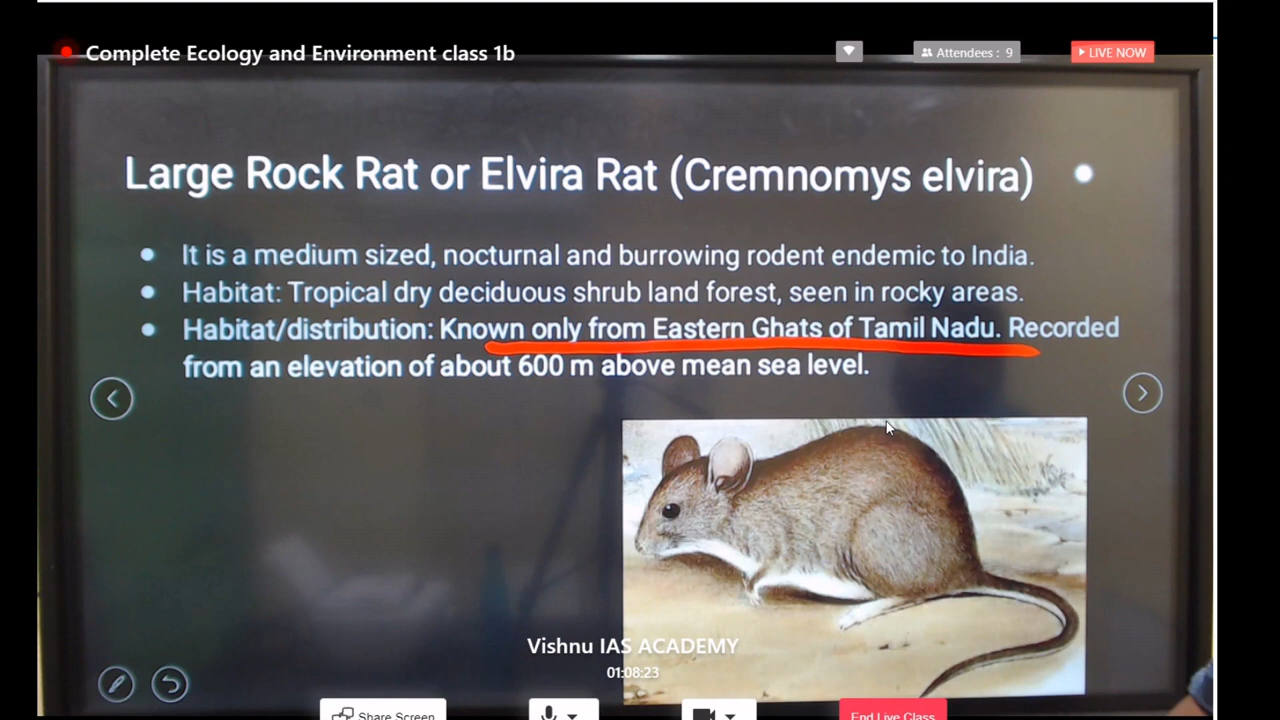 Complete Ecology and Environment class 1b
Attendees : 9
LIVE NOW
Large Rock Rat or Elvira Rat (Cremnomys elvira)
It is a medium sized, nocturnal and burrowing rodent endemic to India.
Habitat: Tropical dry deciduous shrub land forest, seen in rocky areas.
Habitat/distribution: Known only from Eastern Ghats of Tamil Nadu. Recorded
from an elevation of about 600 m above mean sea level.
Vishnu IAS ACADEMY
01:08:23
Share Screen
End Live Class